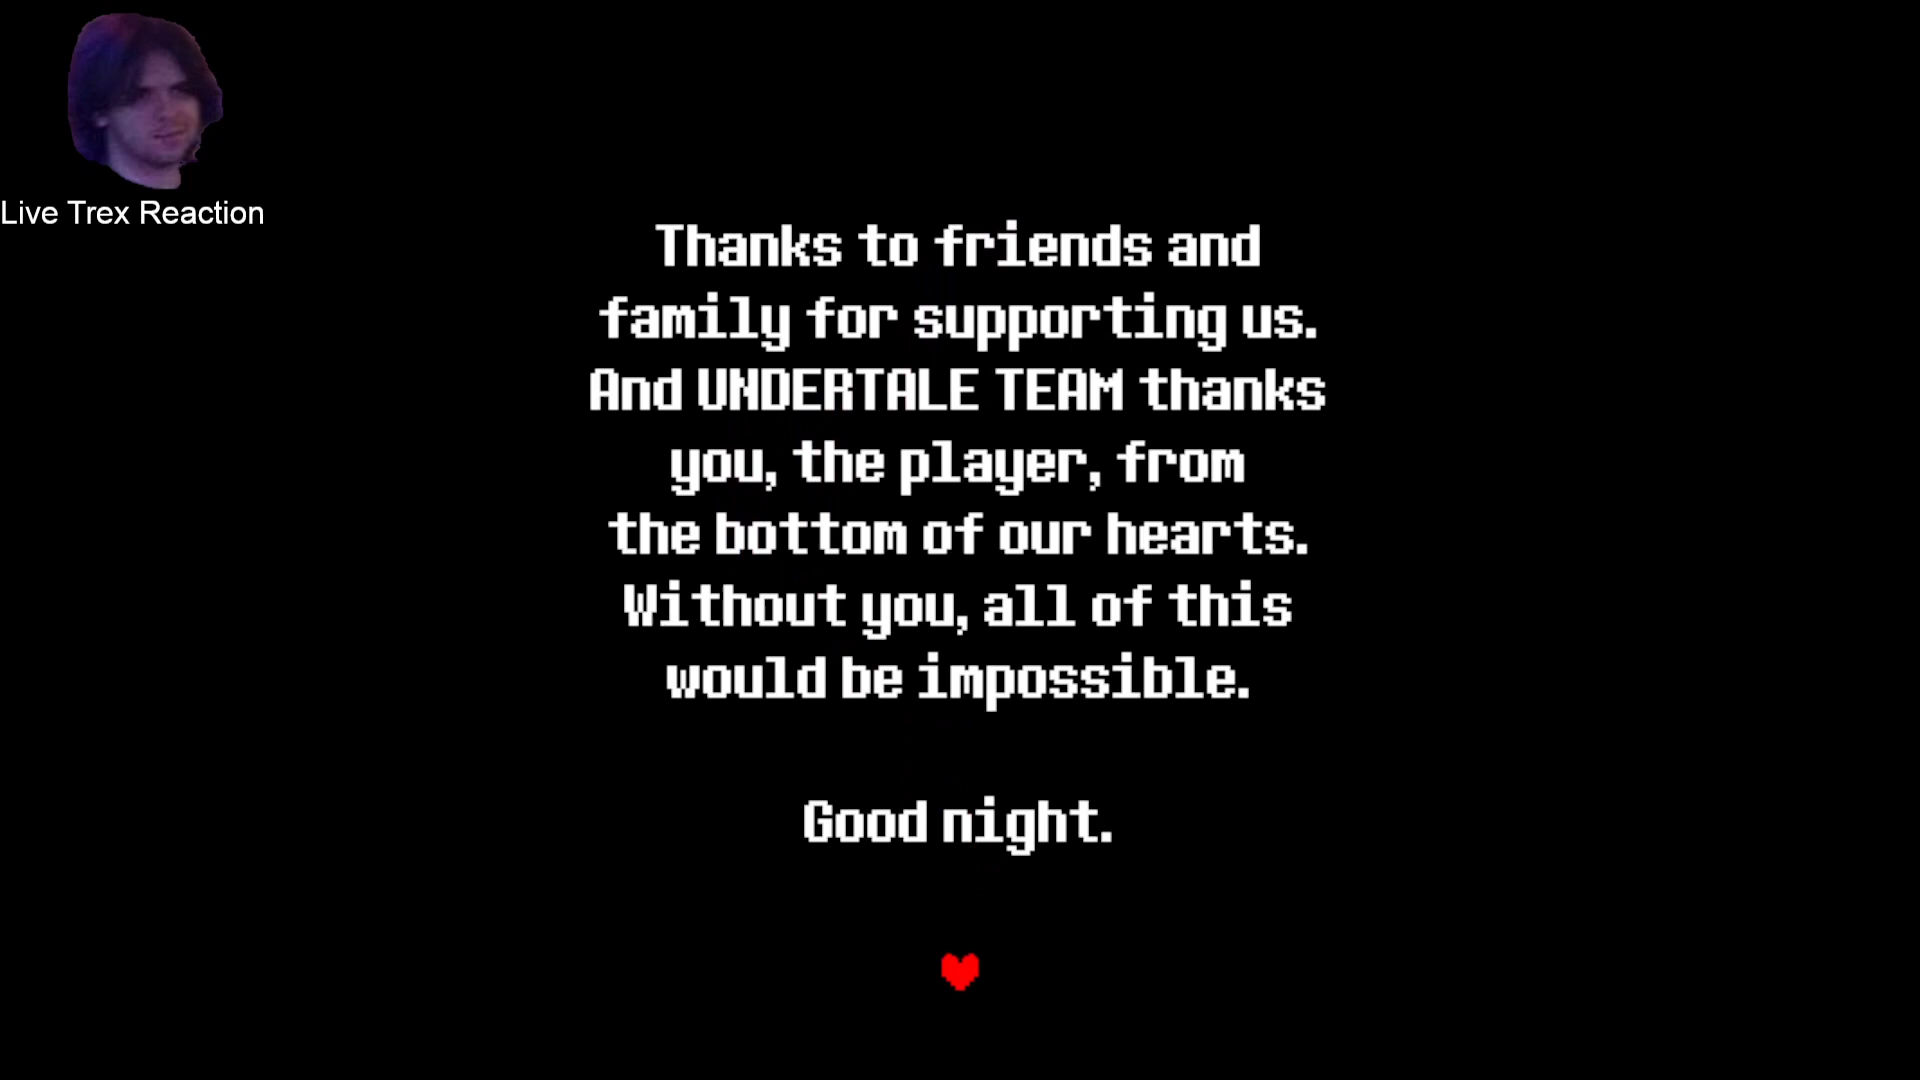 Live Trex Reaction
Thanks to friends and
family for supporting us.
And UNDERTALE TEAM thanks
you, the player, from
the bottom of our hearts.
Without you, all of this
would be impossible.
Good night.